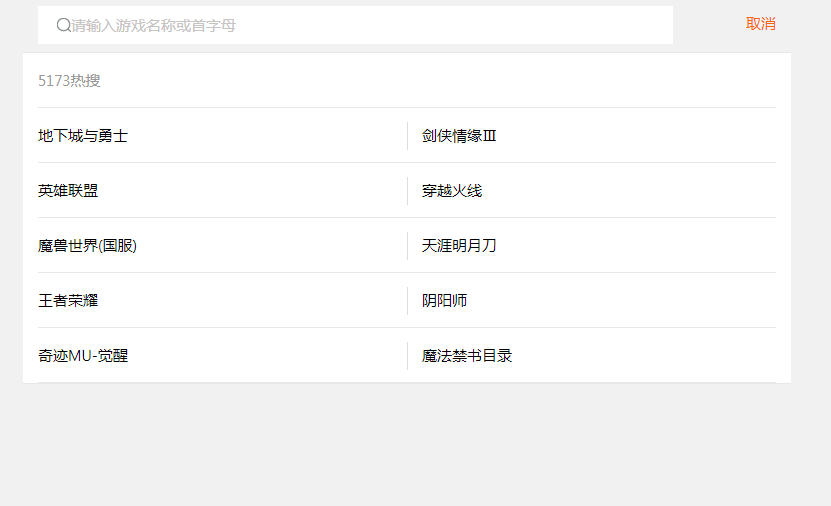 请输入游戏名称或首字母 取消
5173热搜
地下城与勇士 剑侠情缘Ⅲ
英雄联盟 穿越火线
魔兽世界(国服) 天涯明月刀
王者荣耀 阴阳师
奇迹MU-觉醒 魔法禁书目录